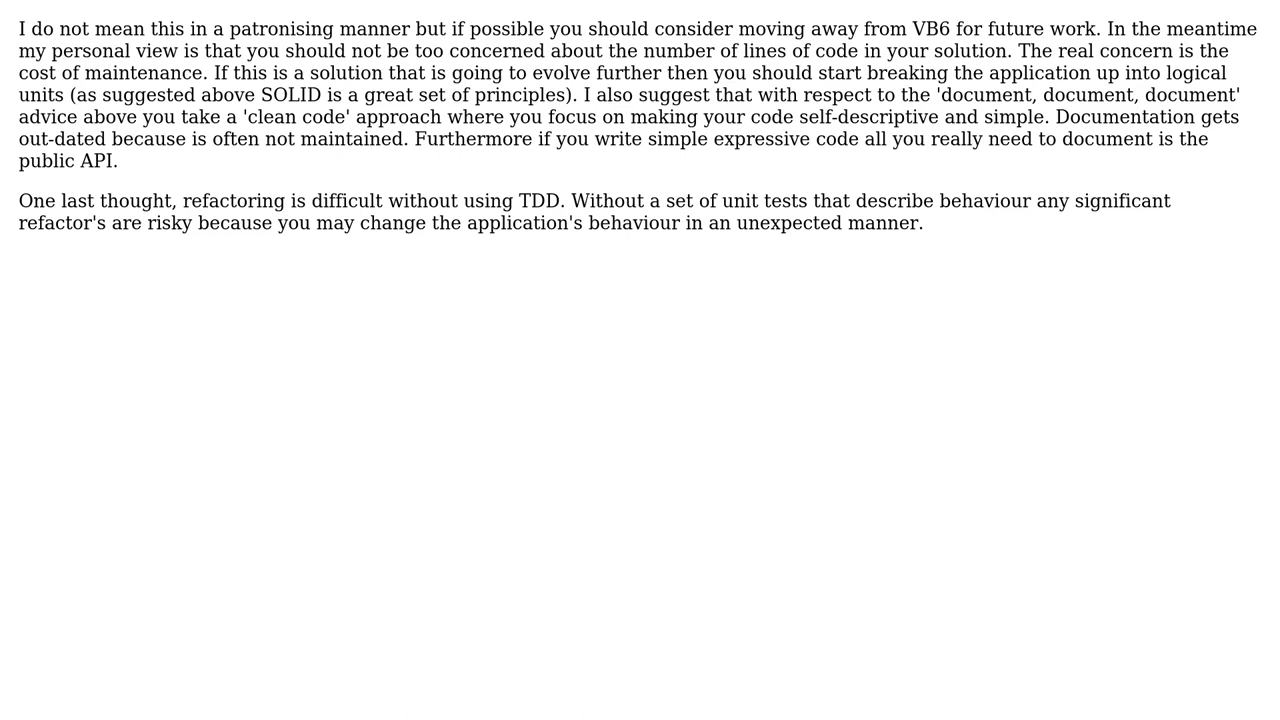 I do not mean this in a patronising manner but if possible you should consider moving away from VB6 for future work. In the meantime
my personal view is that you should not be too concerned about the number of lines of code in your solution. The real concern is the
cost of maintenance. If this is a solution that is going to evolve further then you should start breaking the application up into logical
units (as suggested above SOLID is a great set of principles). I also suggest that with respect to the 'document, document, document'
advice above you take a 'clean code' approach where you focus on making your code self-descriptive and simple. Documentation gets
out-dated because is often not maintained. Furthermore if you write simple expressive code all you really need to document is the
public API.
One last thought, refactoring is difficult without using TDD. Without a set of unit tests that describe behaviour any significant
refactor's are risky because you may change the application's behaviour in an unexpected manner.